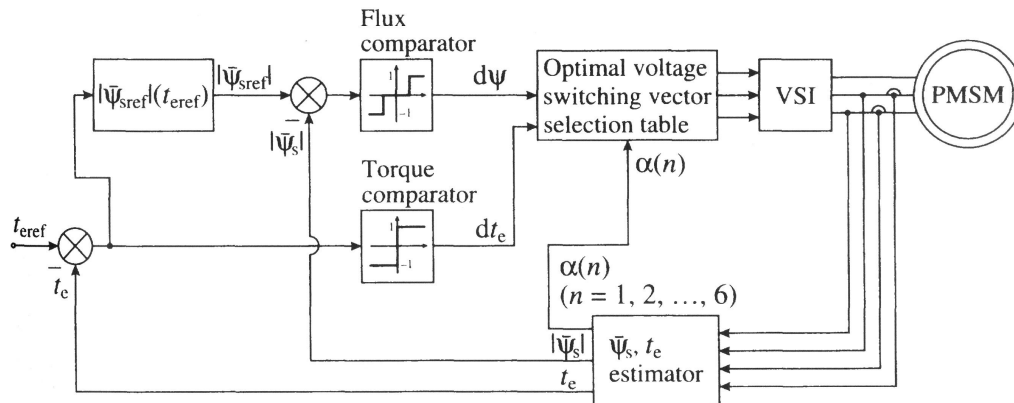 Flux
comparator
|ψ̄sref|
|ψ̄sref|(teref)
1
−1
dψ
Optimal voltage
switching vector
selection table
VSI
PMSM
−
|ψ̄s|
α(n)
Torque
comparator
teref
1
−1
dte
−
te
α(n)
(n = 1, 2, …, 6)
|ψ̄s|
te
ψ̄s, te
estimator